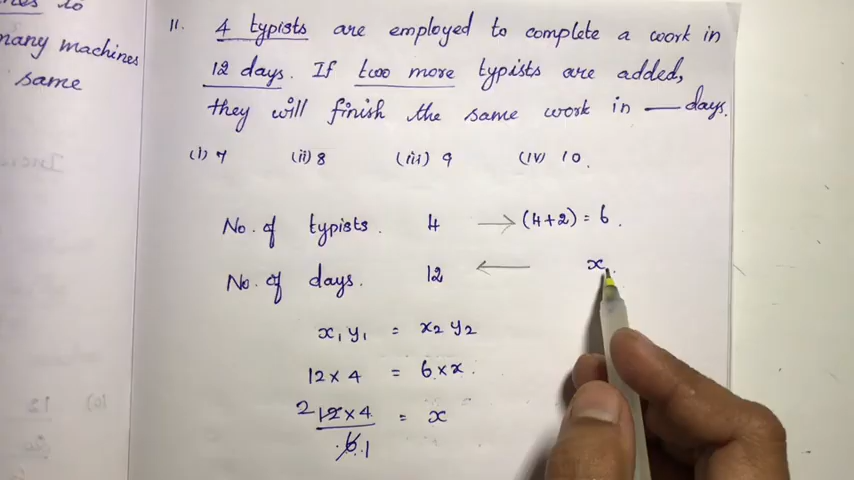 many machines
same
11. 4 typists are employed to complete a work in
12 days. If two more typists are added,
they will finish the same work in ___ days.
(i) 7 (ii) 8 (iii) 9 (iv) 10.
No. of typists. 4 → (4+2) = 6.
No. of days. 12 ← x.
x₁ y₁ = x₂ y₂
12 × 4 = 6 × x.
2 12 × 4 = x
6 1